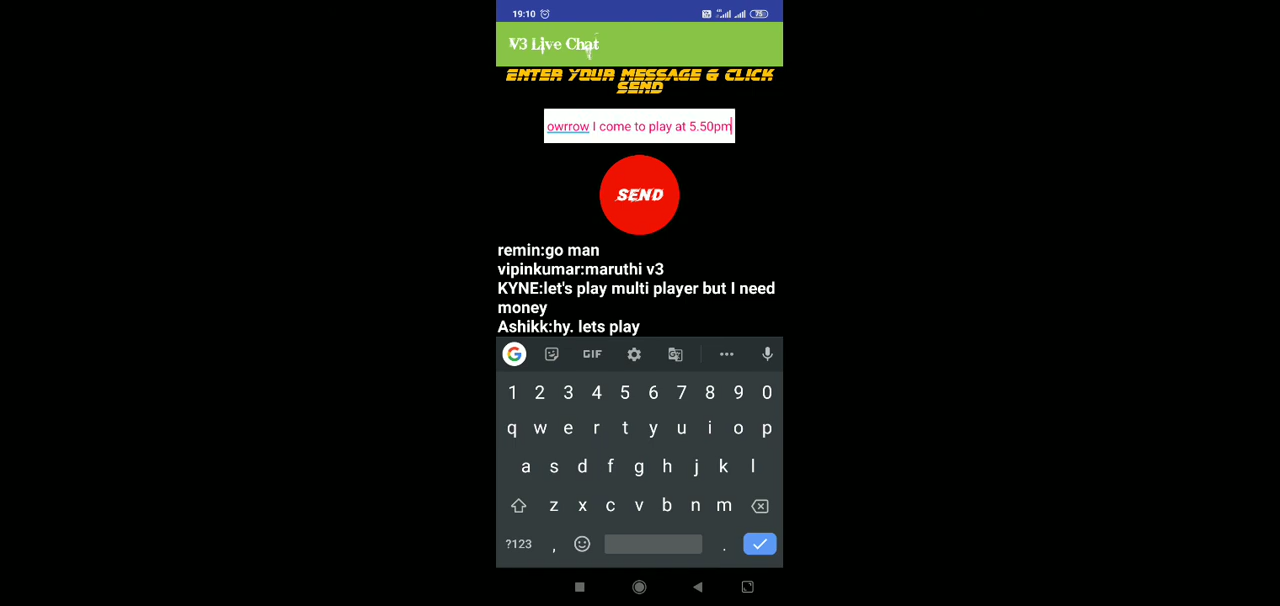 19:10 75
V3 Live Chat
ENTER YOUR MESSAGE & CLICK
SEND
owrrow I come to play at 5.50pm
SEND
remin:go man
vipinkumar:maruthi v3
KYNE:let's play multi player but I need
money
Ashikk:hy. lets play
G GIF
1 2 3 4 5 6 7 8 9 0
q w e r t y u i o p
a s d f g h j k l
z x c v b n m
?123 , .